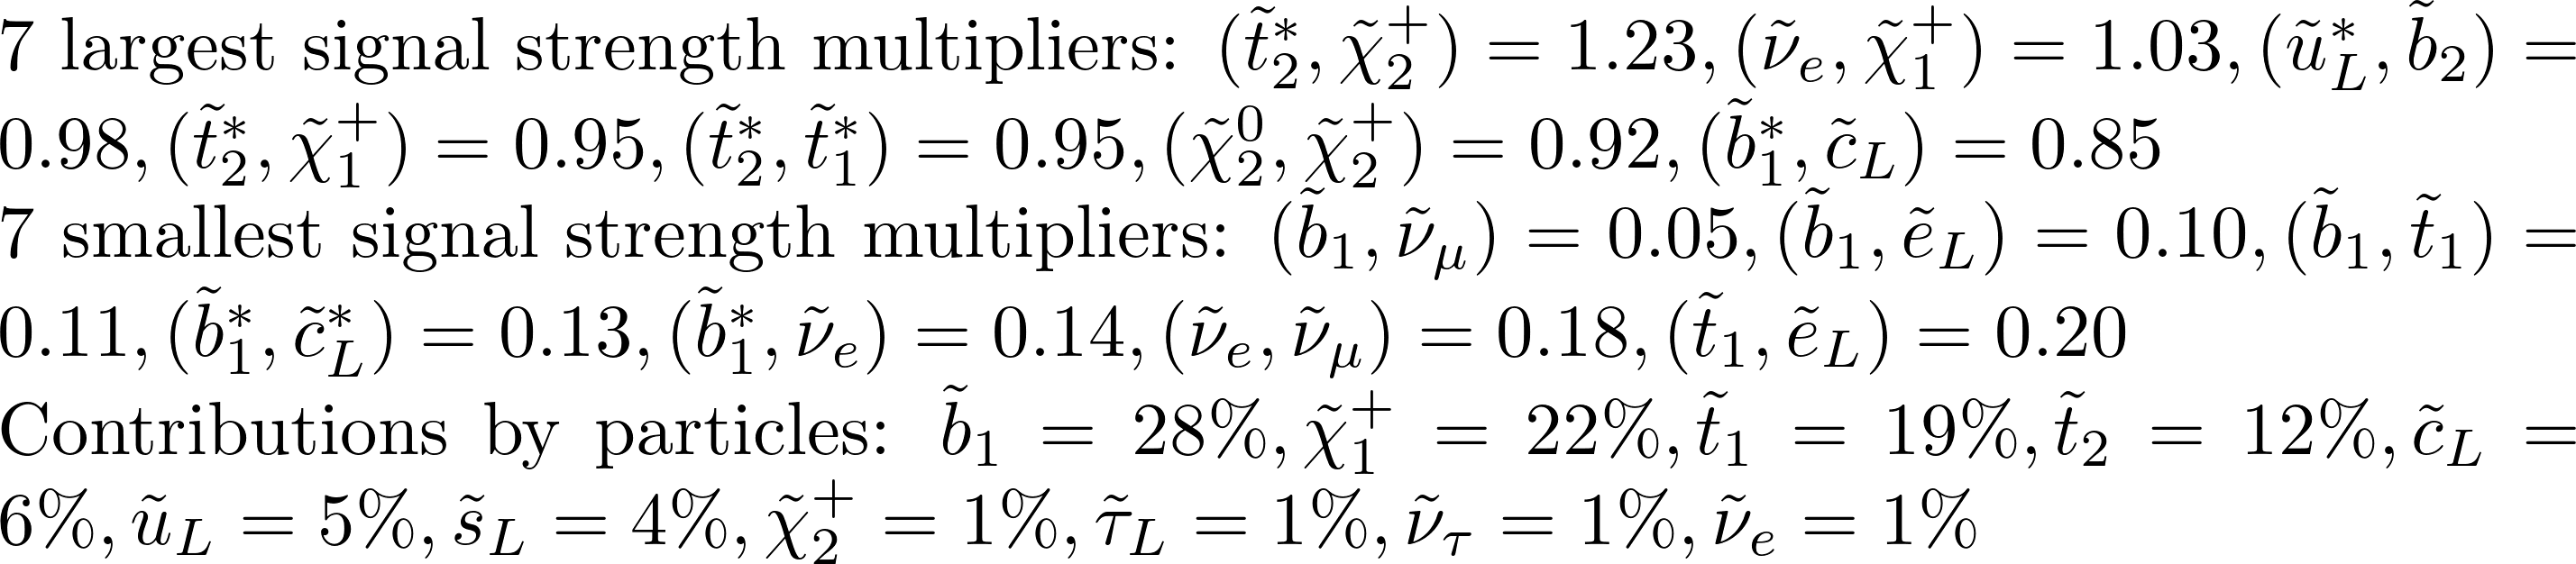 7 largest signal strength multipliers: $(\tilde{t}_2^*, \tilde{\chi}_2^+) = 1.23, (\tilde{\nu}_e, \tilde{\chi}_1^+) = 1.03, (\tilde{u}_L^*, \tilde{b}_2) =$
$0.98, (\tilde{t}_2^*, \tilde{\chi}_1^+) = 0.95, (\tilde{t}_2^*, \tilde{t}_1^*) = 0.95, (\tilde{\chi}_2^0, \tilde{\chi}_2^+) = 0.92, (\tilde{b}_1^*, \tilde{c}_L) = 0.85$
7 smallest signal strength multipliers: $(\tilde{b}_1, \tilde{\nu}_\mu) = 0.05, (\tilde{b}_1, \tilde{e}_L) = 0.10, (\tilde{b}_1, \tilde{t}_1) =$
$0.11, (\tilde{b}_1^*, \tilde{c}_L^*) = 0.13, (\tilde{b}_1^*, \tilde{\nu}_e) = 0.14, (\tilde{\nu}_e, \tilde{\nu}_\mu) = 0.18, (\tilde{t}_1, \tilde{e}_L) = 0.20$
Contributions by particles: $\tilde{b}_1 = 28\%, \tilde{\chi}_1^+ = 22\%, \tilde{t}_1 = 19\%, \tilde{t}_2 = 12\%, \tilde{c}_L =$
$6\%, \tilde{u}_L = 5\%, \tilde{s}_L = 4\%, \tilde{\chi}_2^+ = 1\%, \tilde{\tau}_L = 1\%, \tilde{\nu}_\tau = 1\%, \tilde{\nu}_e = 1\%$